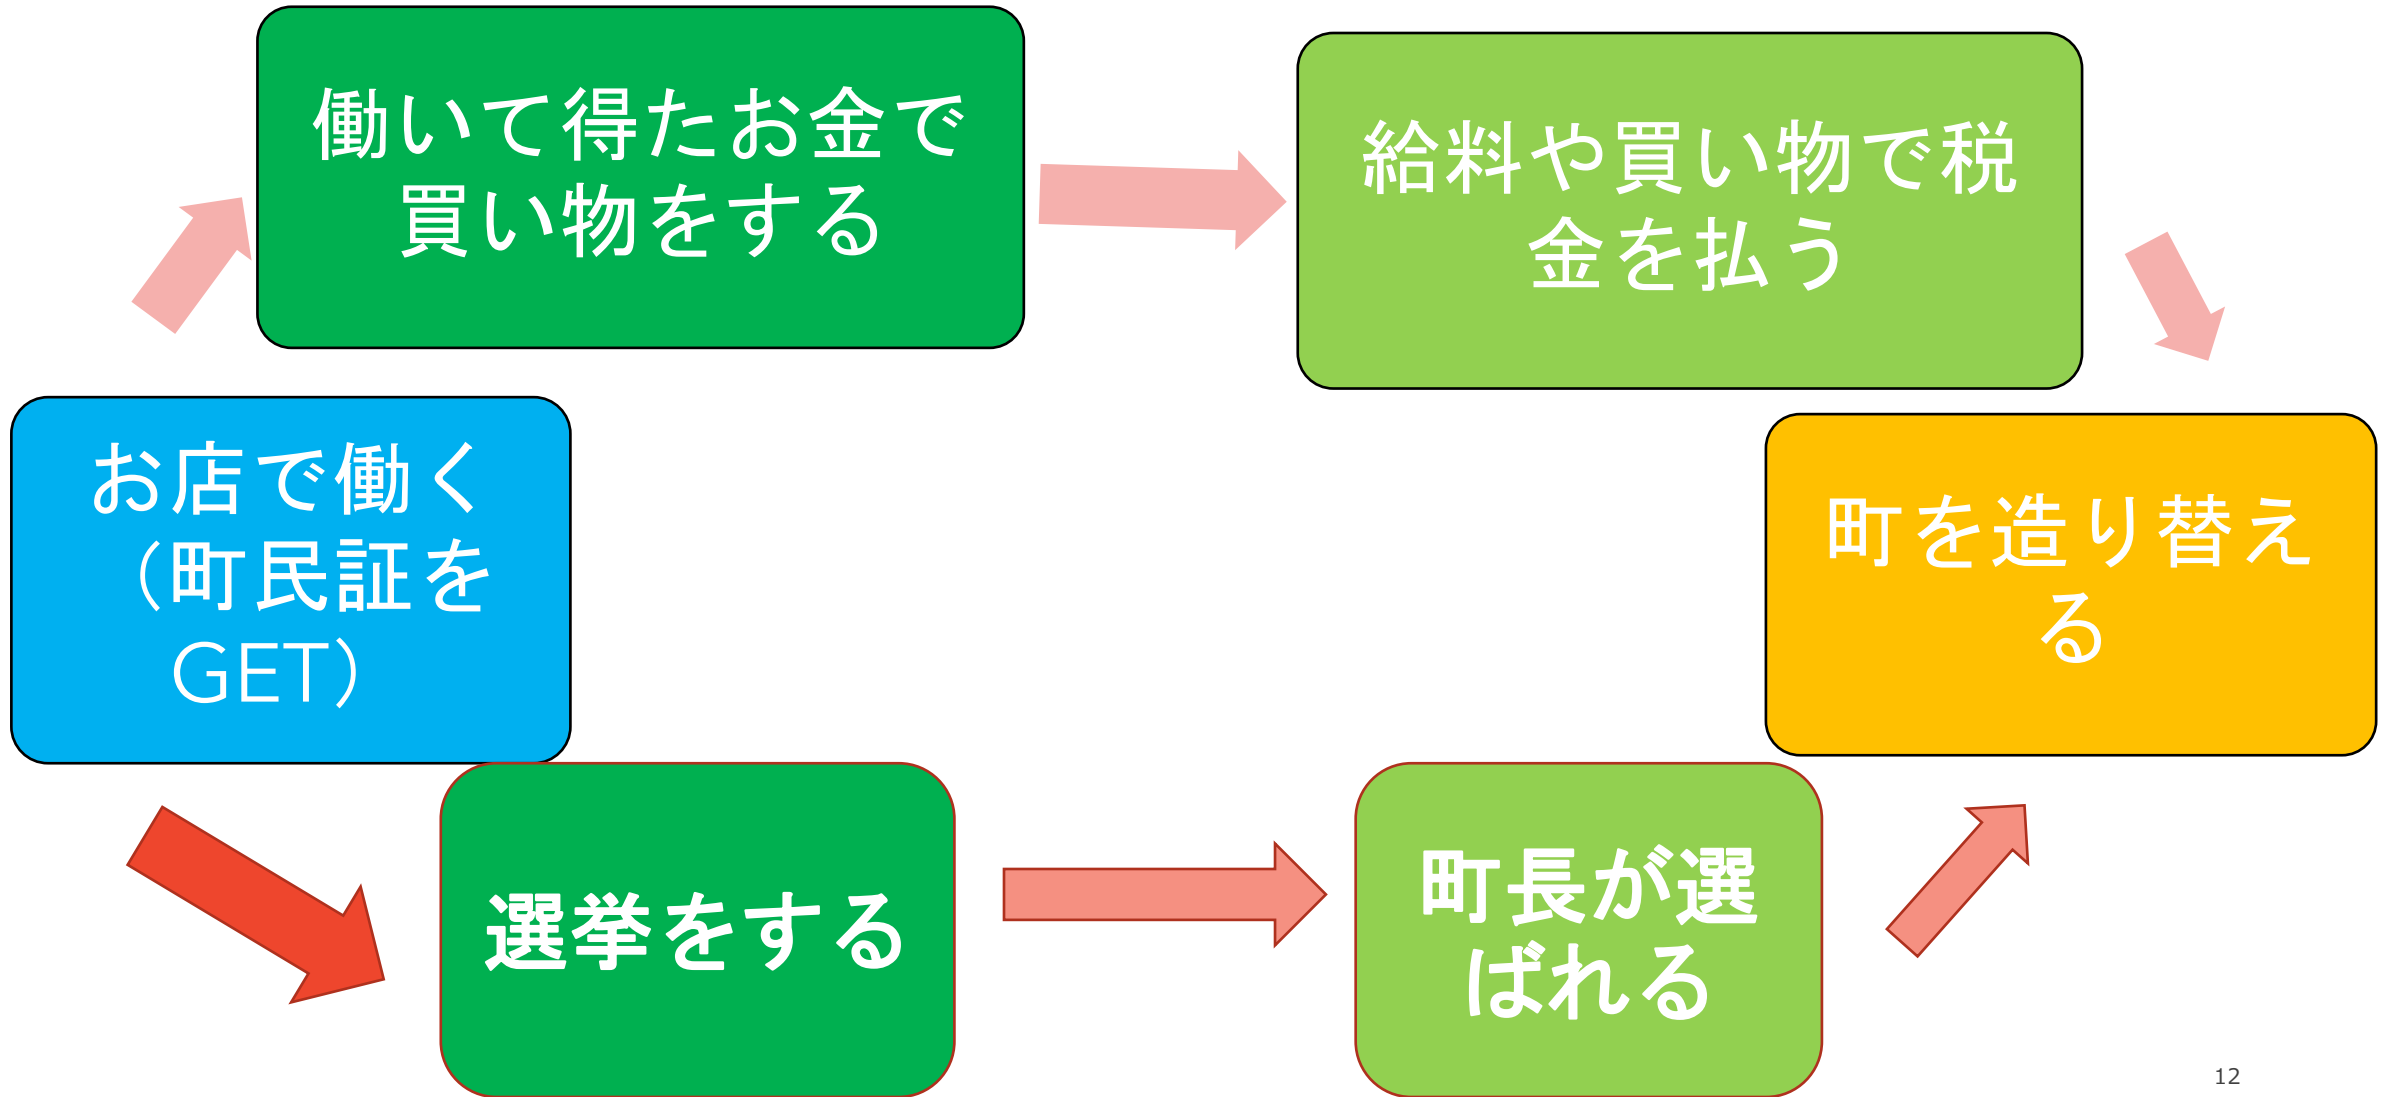 働いて得たお金で
買い物をする
給料や買い物で税
金を払う
お店で働く
（町民証を
GET）
町を造り替え
る
選挙をする
町長が選
ばれる
12